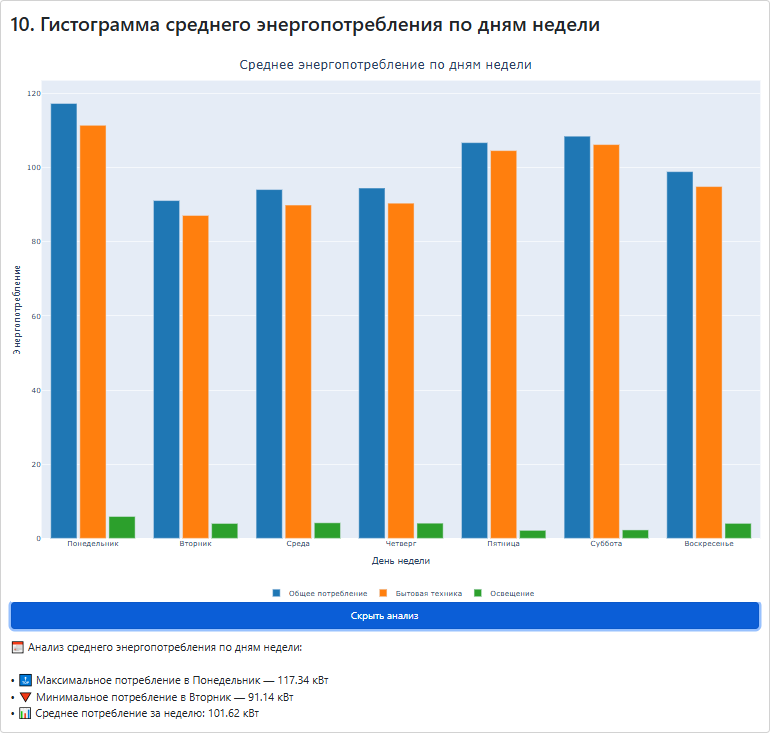 10. Гистограмма среднего энергопотребления по дням недели
Среднее энергопотребление по дням недели
120
100
80
60
40
20
0
Энергопотребление
Понедельник Вторник Среда Четверг Пятница Суббота Воскресенье
День недели
Общее потребление Бытовая техника Освещение
Скрыть анализ
Анализ среднего энергопотребления по дням недели:
• Максимальное потребление в Понедельник — 117.34 кВт
• Минимальное потребление в Вторник — 91.14 кВт
• Среднее потребление за неделю: 101.62 кВт